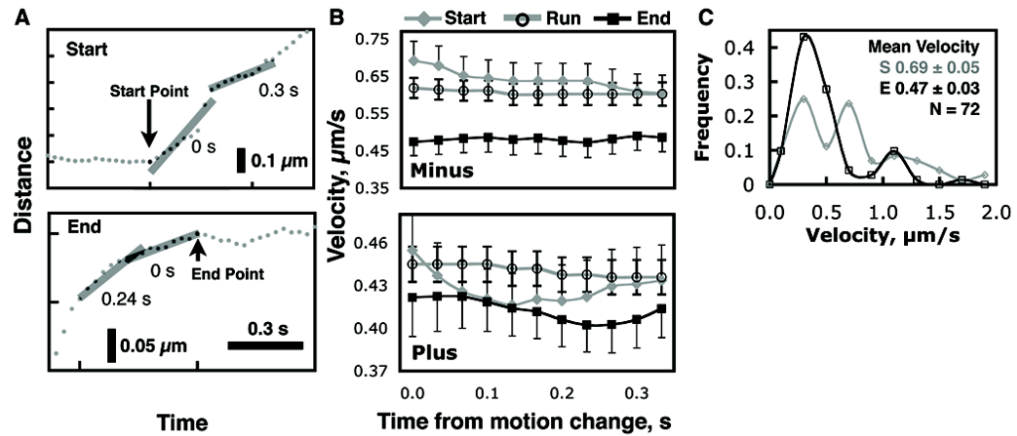 A
Start
Start Point
0.3 s
0 s
0.1 µm
Distance
End
0 s
End Point
0.24 s
0.3 s
0.05 µm
Time
B
Start Run End
0.75
0.65
0.55
0.45
0.35
Minus
Velocity, µm/s
0.46
0.43
0.40
0.37
Plus
0.0 0.1 0.2 0.3
Time from motion change, s
C
Mean Velocity
S 0.69 ± 0.05
E 0.47 ± 0.03
N = 72
Frequency
0.4
0.3
0.2
0.1
0
0.0 0.5 1.0 1.5 2.0
Velocity, µm/s